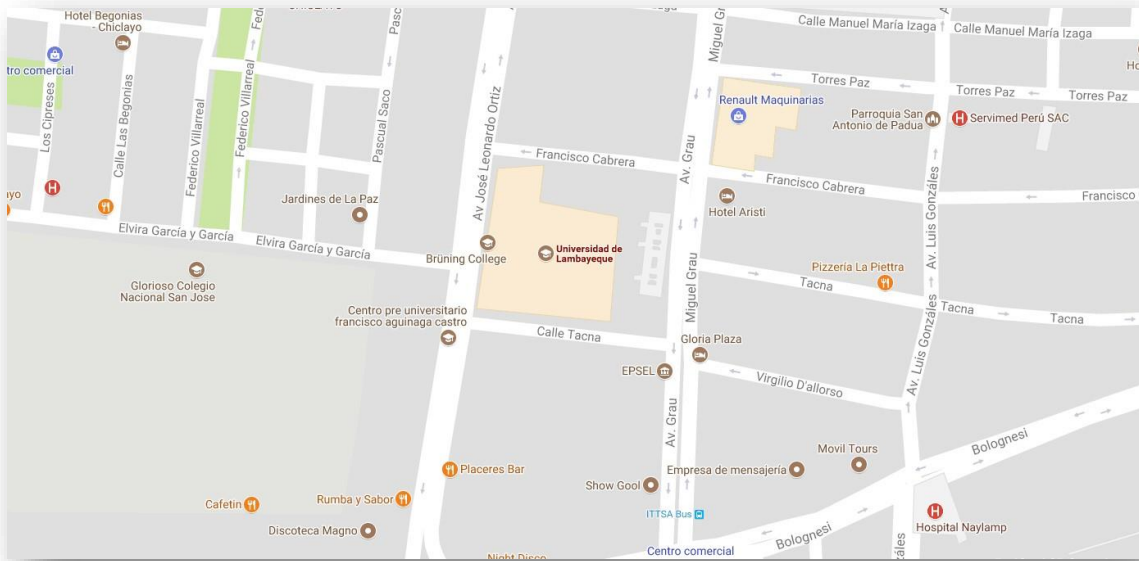 Hotel Begonias
- Chiclayo
Calle Manuel María Izaga
Calle Manuel María Izaga
tro comercial
Los Cipreses
Calle Las Begonias
Federico Villarreal
Federico Villarreal
Pascual Saco
Av José Leonardo Ortiz
Miguel Grau
Torres Paz
Torres Paz
Torres Paz
Renault Maquinarias
Parroquia San
Antonio de Padua
Servimed Perú SAC
Francisco Cabrera
Av. Grau
Francisco Cabrera
Francisco
Hotel Aristi
Jardines de La Paz
Elvira García y García
Elvira García y García
Brüning College
Universidad de
Lambayeque
Av. Luis Gonzáles
Pizzería La Piettra
Tacna
Tacna
Tacna
Glorioso Colegio
Nacional San Jose
Centro pre universitario
francisco aguinaga castro
Calle Tacna
Miguel Grau
Gloria Plaza
EPSEL
Virgilio D'allorso
Av. Luis Gonzáles
Av. Grau
Bolognesi
Movil Tours
Empresa de mensajería
Placeres Bar
Show Gool
Rumba y Sabor
Cafetin
ITTSA Bus
Discoteca Magno
Hospital Naylamp
Bolognesi
Centro comercial
Night Disco